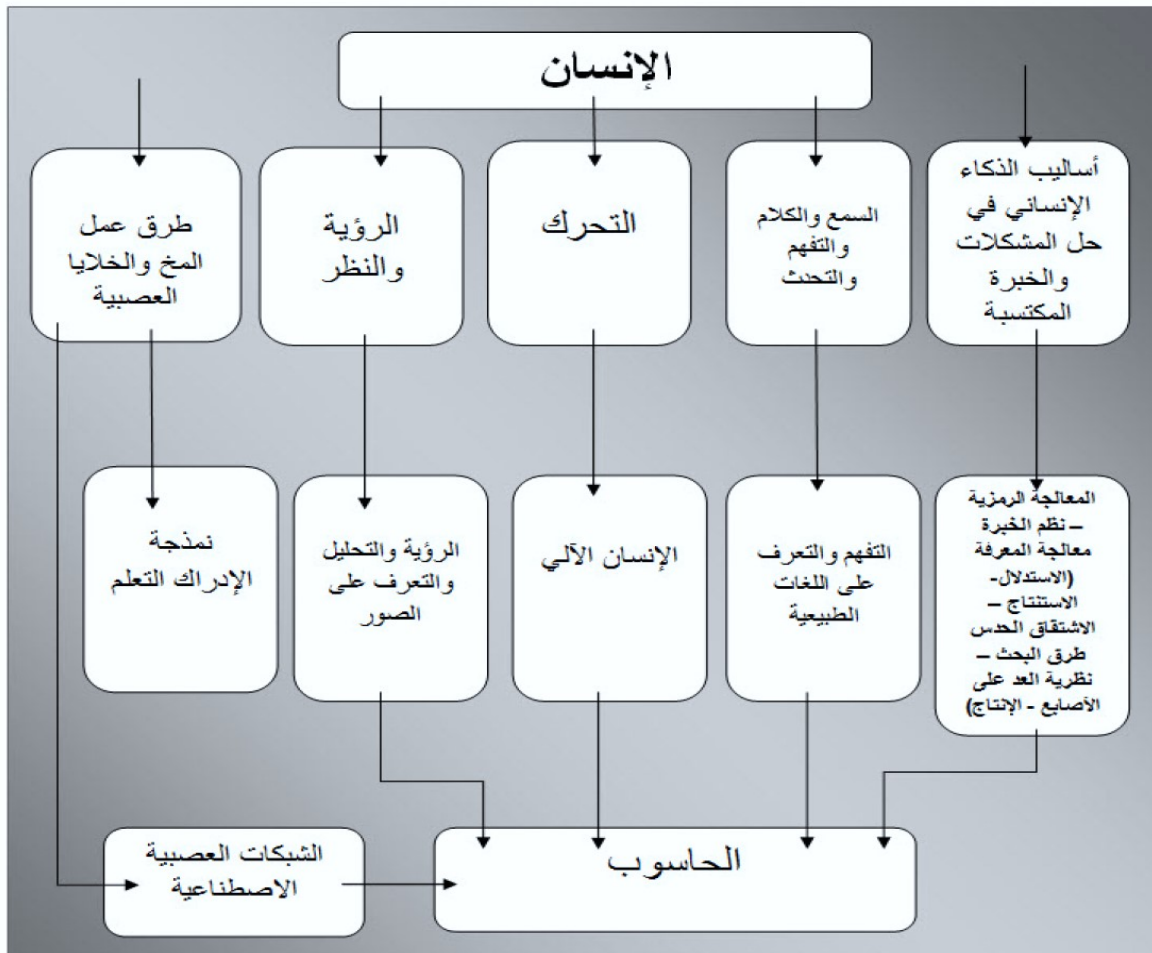 الإنسان
أساليب الذكاء
الإنساني في
حل المشكلات
والخبرة
المكتسبة
السمع والكلام
والتفهم
والتحدث
التحرك
الرؤية
والنظر
طرق عمل
المخ والخلايا
العصبية
المعالجة الرمزية
– نظم الخبرة
معالجة المعرفة
(الاستدلال-
الاستنتاج –
الاشتقاق الحدس
طرق البحث –
نظرية العد على
الأصابع - الإنتاج)
التفهم والتعرف
على اللغات
الطبيعية
الإنسان الآلي
الرؤية والتحليل
والتعرف على
الصور
نمذجة
الإدراك التعلم
الحاسوب
الشبكات العصبية
الاصطناعية